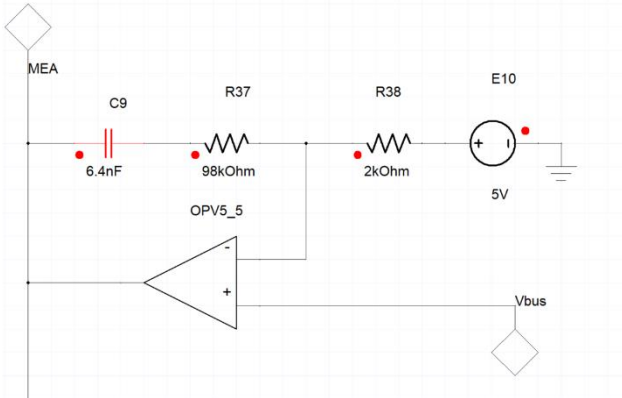 MEA
C9
R37
R38
E10
6.4nF
98kOhm
2kOhm
+
5V
OPV5_5
-
+
Vbus